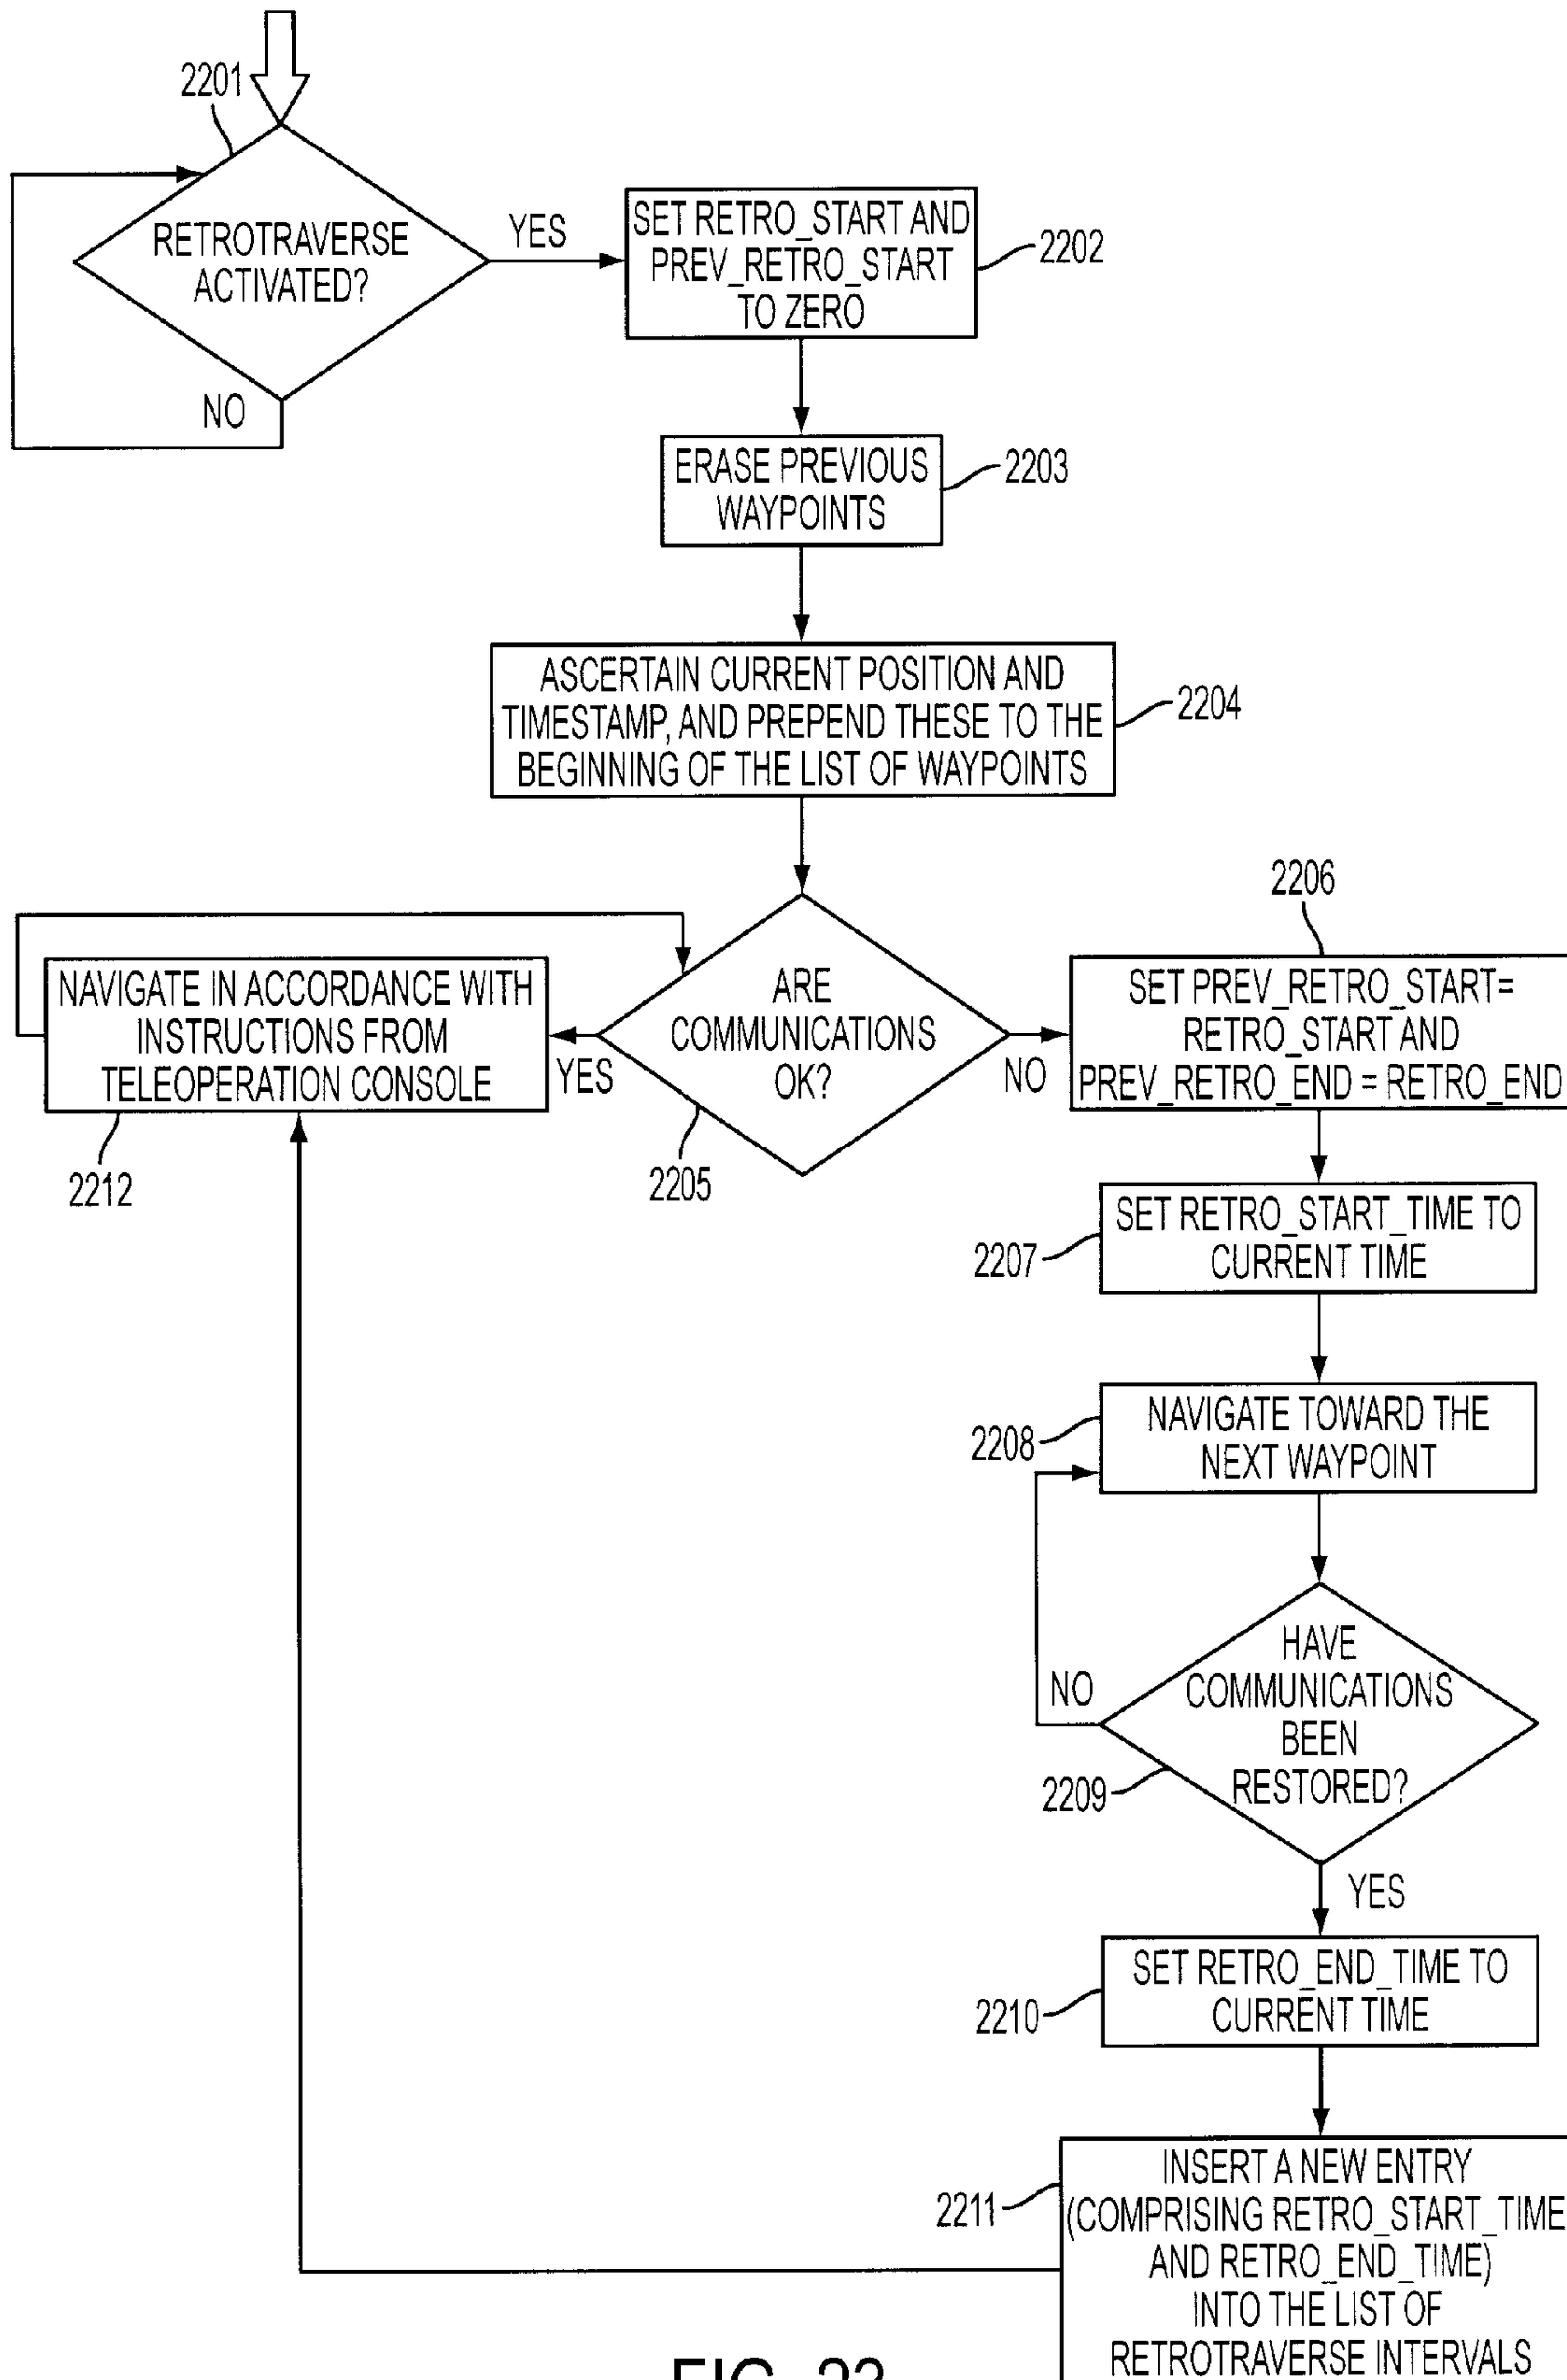 2201
RETROTRAVERSE
ACTIVATED?
YES
NO
SET RETRO_START AND
PREV_RETRO_START
TO ZERO
2202
ERASE PREVIOUS
WAYPOINTS
2203
ASCERTAIN CURRENT POSITION AND
TIMESTAMP, AND PREPEND THESE TO THE
BEGINNING OF THE LIST OF WAYPOINTS
2204
ARE
COMMUNICATIONS
OK?
2205
YES
NO
NAVIGATE IN ACCORDANCE WITH
INSTRUCTIONS FROM
TELEOPERATION CONSOLE
2212
2206
SET PREV_RETRO_START=
RETRO_START AND
PREV_RETRO_END = RETRO_END
SET RETRO_START_TIME TO
CURRENT TIME
2207
NAVIGATE TOWARD THE
NEXT WAYPOINT
2208
HAVE
COMMUNICATIONS
BEEN
RESTORED?
NO
2209
YES
SET RETRO_END_TIME TO
CURRENT TIME
2210
INSERT A NEW ENTRY
(COMPRISING RETRO_START_TIME
AND RETRO_END_TIME)
INTO THE LIST OF
RETROTRAVERSE INTERVALS
2211
FIG.